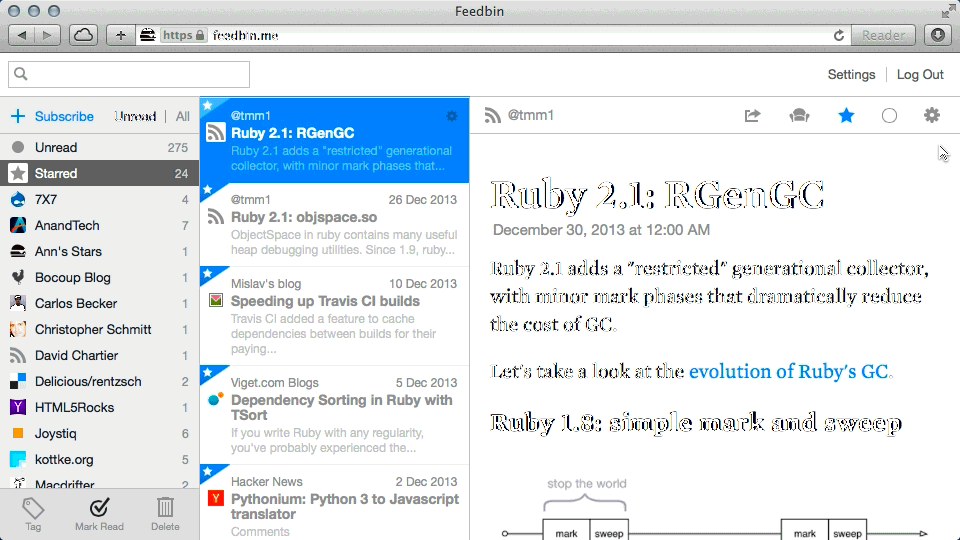 Feedbin
https feedbin.me
Reader
Settings Log Out
Subscribe Unread All
Unread 275
Starred 24
7X7 4
AnandTech 7
Ann's Stars 1
Bocoup Blog 1
Carlos Becker 1
Christopher Schmitt 1
David Chartier 1
Delicious/rentzsch 1
HTML5Rocks 1
Joystiq 6
kottke.org 5
Macdrifter 2
Tag Mark Read Delete
@tmm1
Ruby 2.1: RGenGC
Ruby 2.1 adds a "restricted" generational
collector, with minor mark phases that...
@tmm1 26 Dec 2013
Ruby 2.1: objspace.so
ObjectSpace in ruby contains many useful
heap debugging utilities. Since 1.9, ruby...
Mislav's blog 10 Dec 2013
Speeding up Travis CI builds
Travis CI added a feature to cache
dependencies between builds for their
paying...
Viget.com Blogs 5 Dec 2013
Dependency Sorting in Ruby with
TSort
If you write Ruby with any regularity,
you've probably experienced the...
Hacker News 2 Dec 2013
Y
Pythonium: Python 3 to Javascript
translator
Comments
@tmm1
Ruby 2.1: RGenGC
December 30, 2013 at 12:00 AM
Ruby 2.1 adds a "restricted" generational collector,
with minor mark phases that dramatically reduce
the cost of GC.
Let's take a look at the evolution of Ruby's GC.
Ruby 1.8: simple mark and sweep
stop the world
mark sweep mark sweep